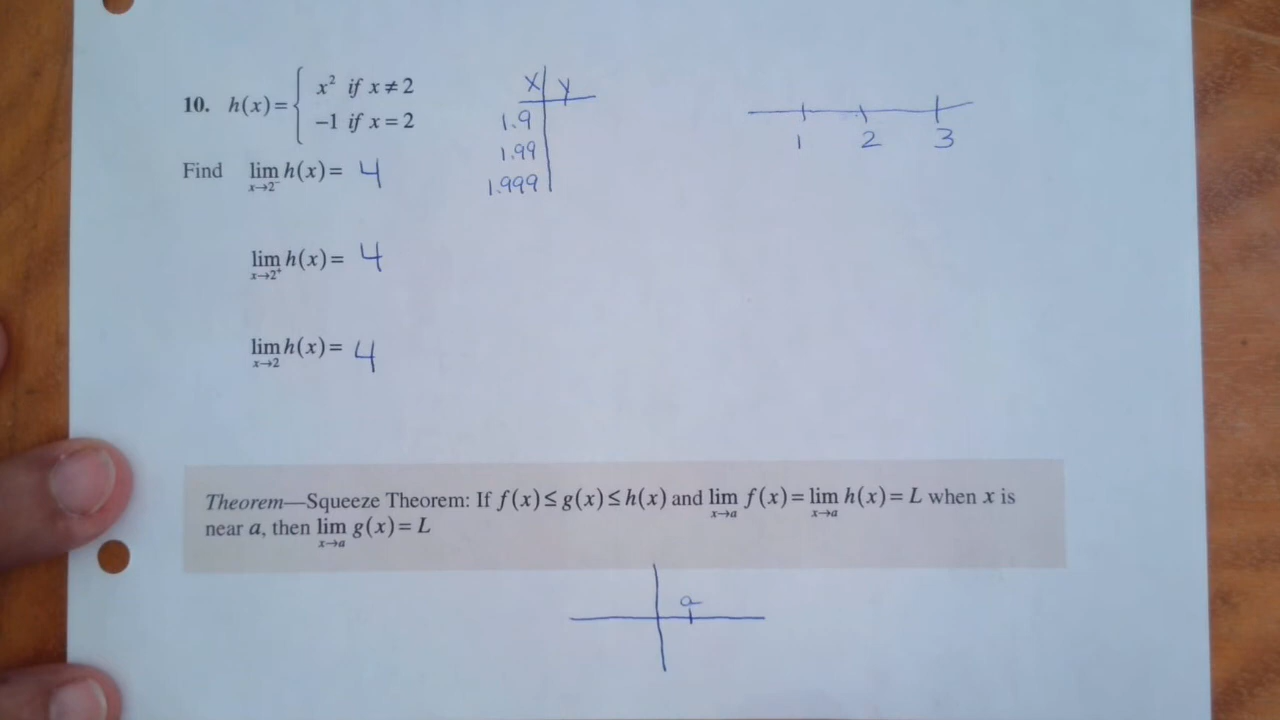 10. h(x) = { x² if x ≠ 2
−1 if x = 2
Find lim x→2⁻ h(x) = 4
lim x→2⁺ h(x) = 4
lim x→2 h(x) = 4
x y
1.9
1.99
1.999
1 2 3
Theorem—Squeeze Theorem: If f(x) ≤ g(x) ≤ h(x) and lim x→a f(x) = lim x→a h(x) = L when x is
near a, then lim x→a g(x) = L
a